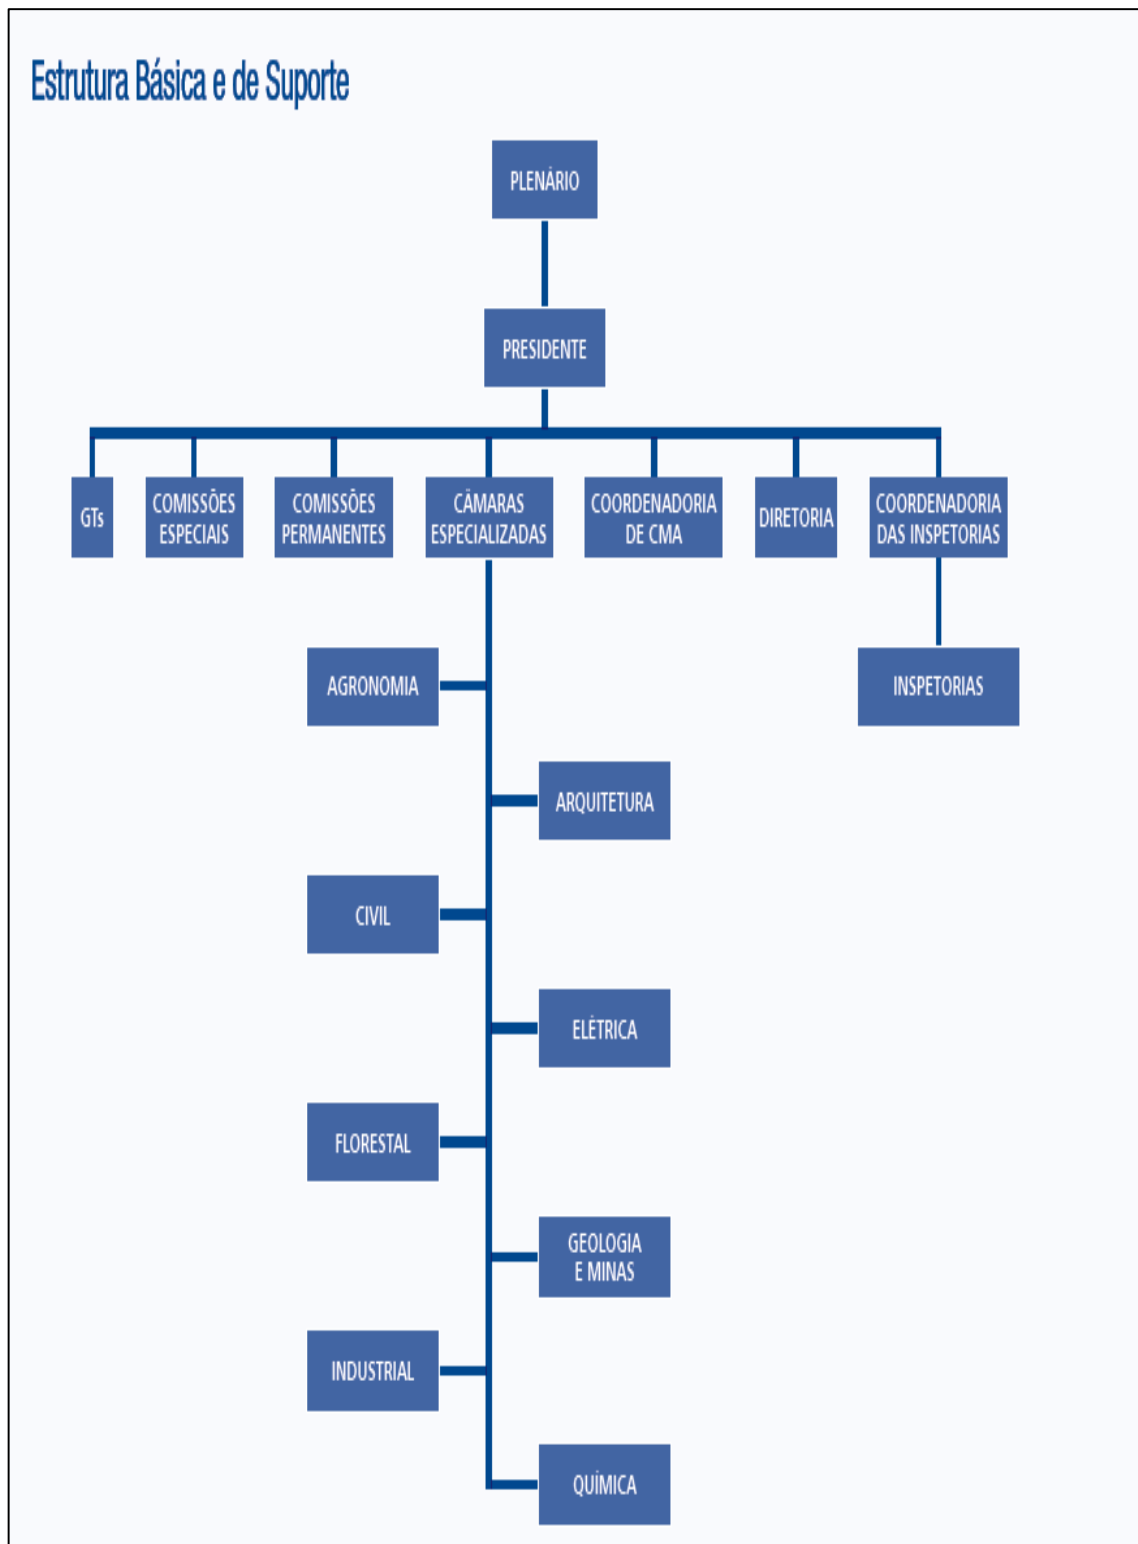 Estrutura Básica e de Suporte
PLENÁRIO
PRESIDENTE
GTs
COMISSÕES
ESPECIAIS
COMISSÕES
PERMANENTES
CÂMARAS
ESPECIALIZADAS
COORDENADORIA
DE CMA
DIRETORIA
COORDENADORIA
DAS INSPETORIAS
AGRONOMIA
INSPETORIAS
ARQUITETURA
CIVIL
ELÉTRICA
FLORESTAL
GEOLOGIA
E MINAS
INDUSTRIAL
QUÍMICA